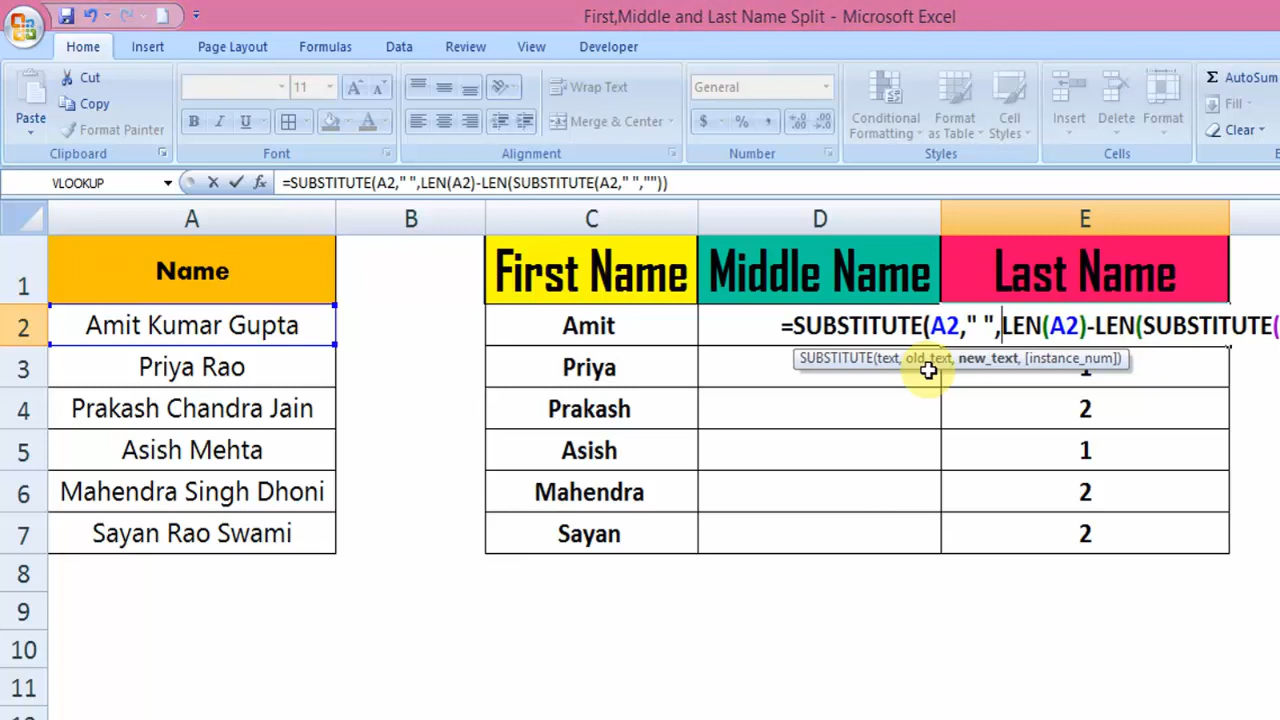 First,Middle and Last Name Split - Microsoft Excel
Home Insert Page Layout Formulas Data Review View Developer
Paste Cut Copy Format Painter
11
B I U A
Wrap Text
Merge & Center
General
$ % ,
Conditional Formatting Format as Table Cell Styles
Insert Delete Format
Σ AutoSum
Fill
Clear
Clipboard Font Alignment Number Styles Cells
VLOOKUP fx =SUBSTITUTE(A2," ",LEN(A2)-LEN(SUBSTITUTE(A2," ",""))
A B C D E
1 Name First Name Middle Name Last Name
2 Amit Kumar Gupta Amit =SUBSTITUTE(A2," ",LEN(A2)-LEN(SUBSTITUTE(
SUBSTITUTE(text, old_text, new_text, [instance_num])
3 Priya Rao Priya 1
4 Prakash Chandra Jain Prakash 2
5 Asish Mehta Asish 1
6 Mahendra Singh Dhoni Mahendra 2
7 Sayan Rao Swami Sayan 2
8
9
10
11